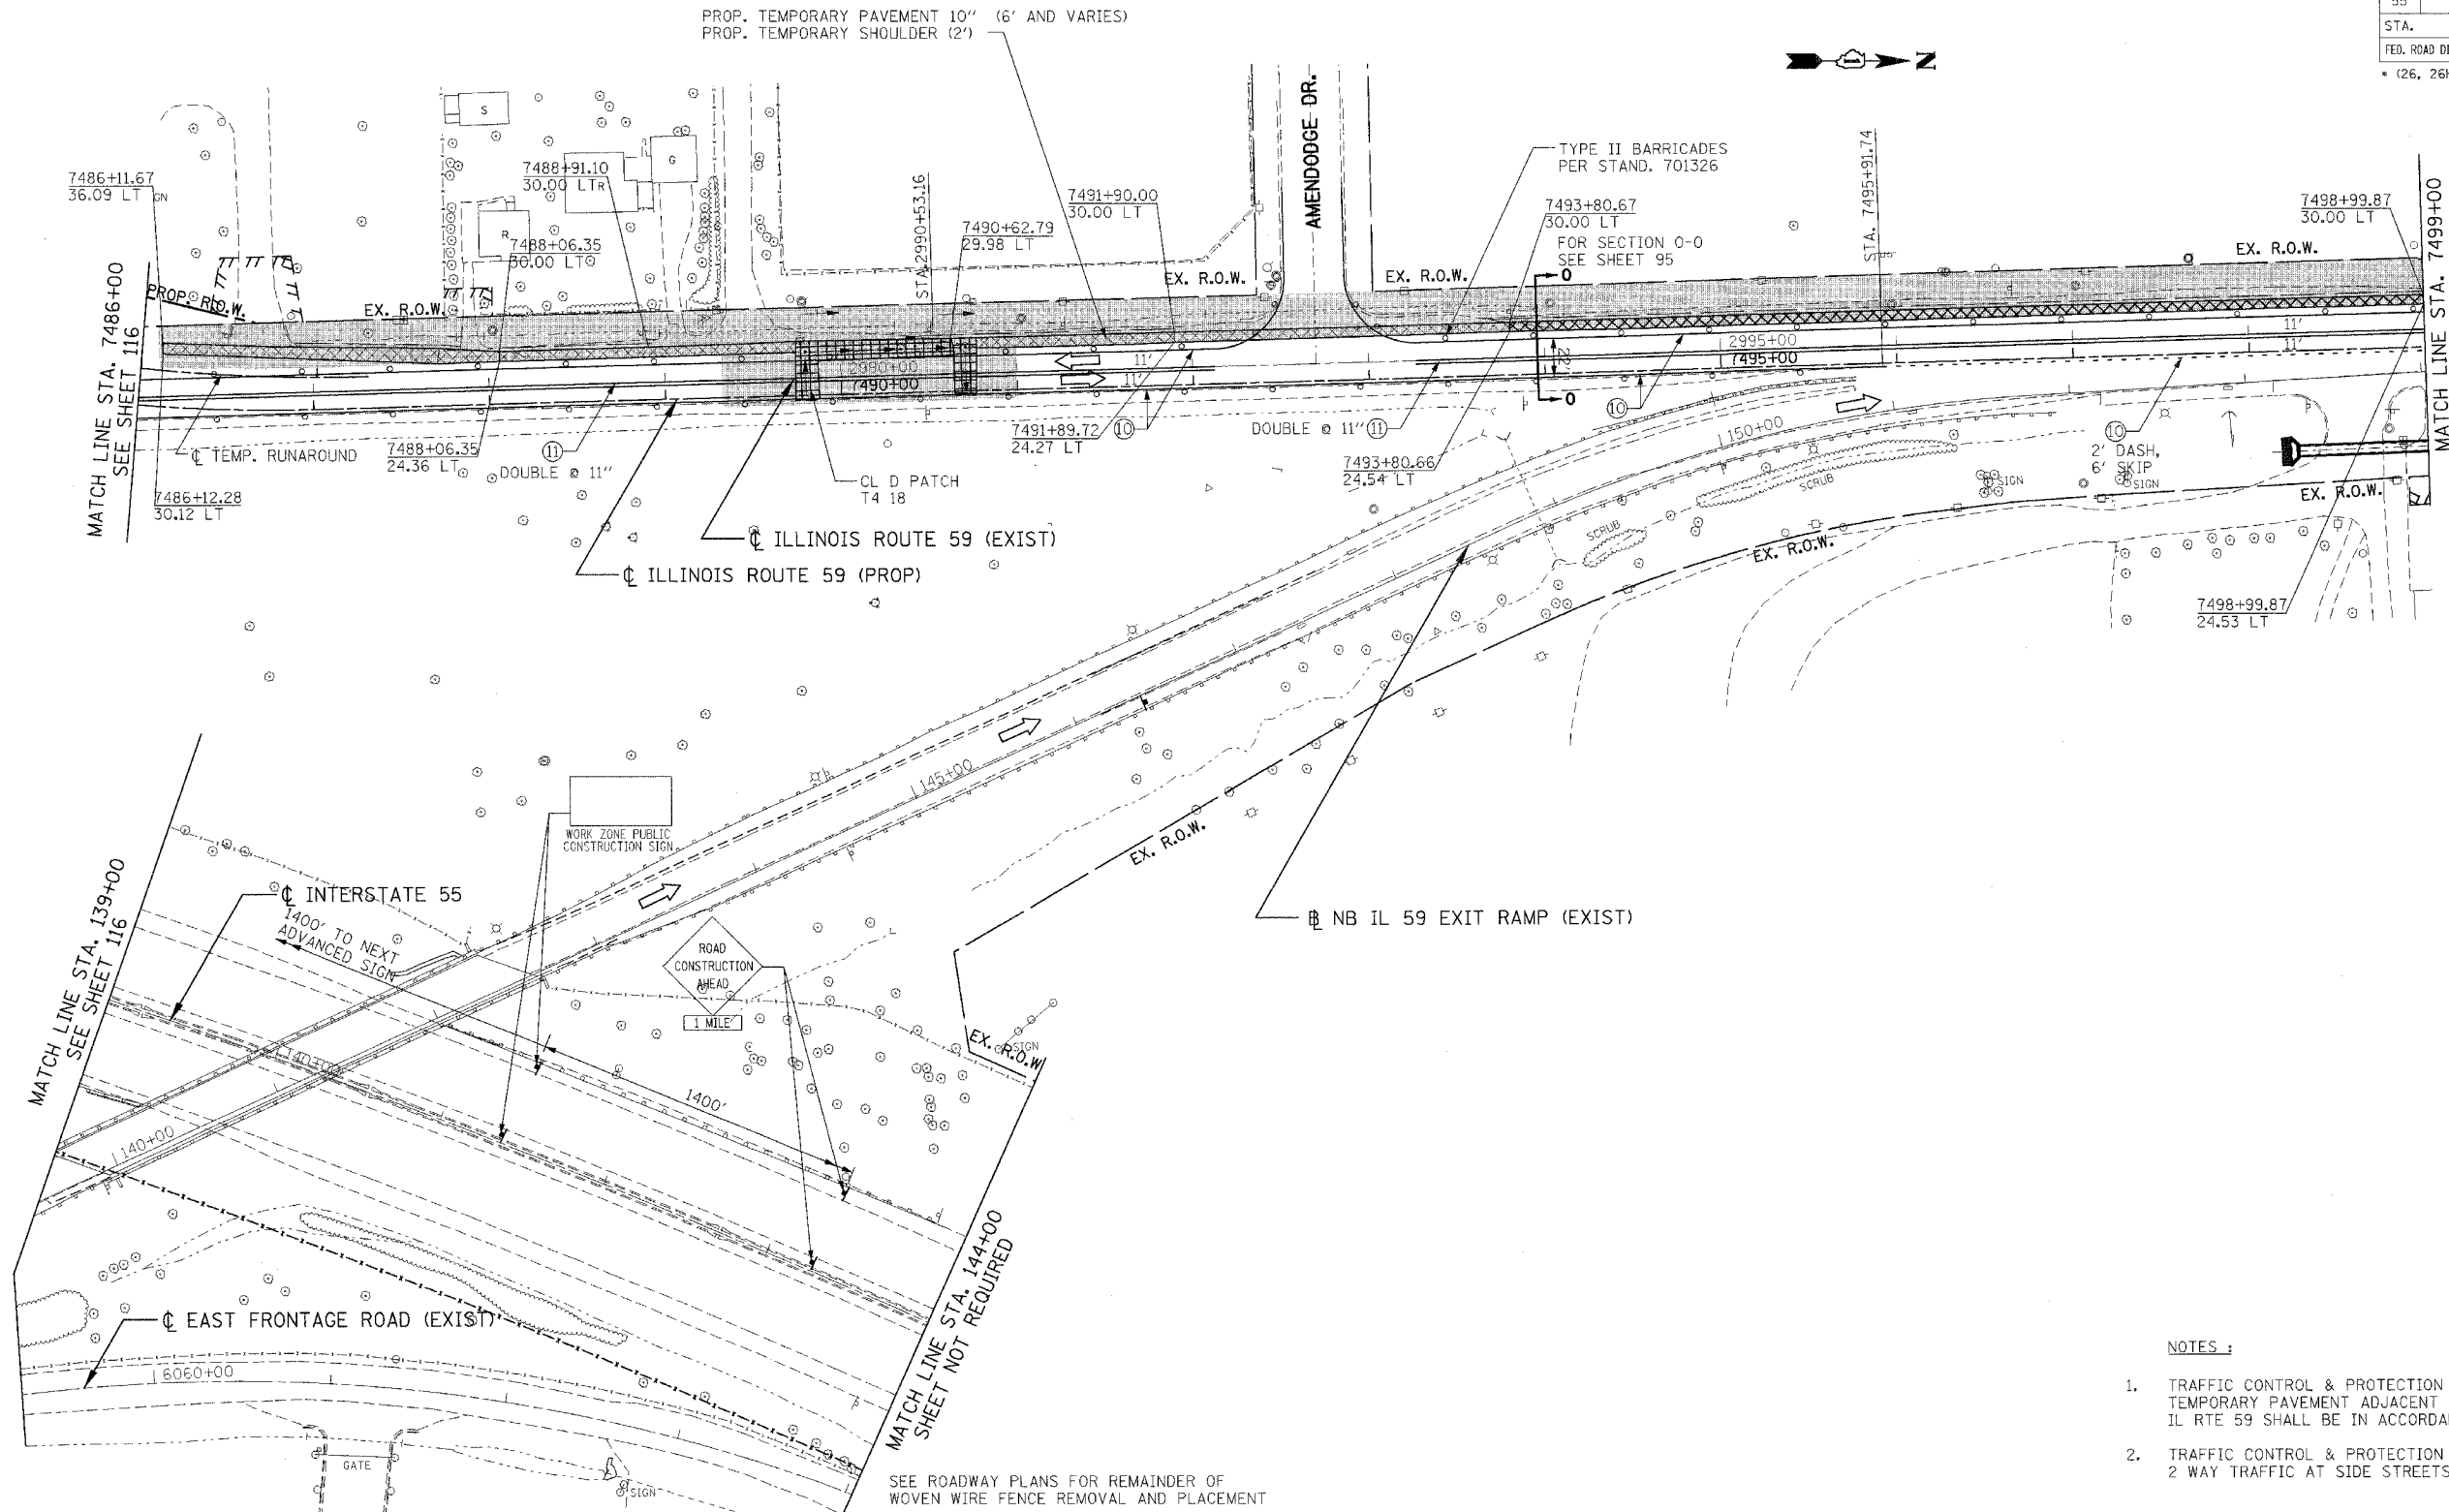 PROP. TEMPORARY PAVEMENT 10" (6' AND VARIES)
PROP. TEMPORARY SHOULDER (2')
55
STA.
FED. ROAD DI
* (26, 26H
N
AMENDODGE DR.
S
G
R
7486+11.67
36.09 LT
GN
7488+91.10
30.00 LT
R
7488+06.35
30.00 LT
STA.2990+53.16
7490+62.79
29.98 LT
7491+90.00
30.00 LT
TYPE II BARRICADES
PER STAND. 701326
7493+80.67
30.00 LT
FOR SECTION O-O
SEE SHEET 95
STA. 7495+91.74
7498+99.87
30.00 LT
MATCH LINE STA. 7499+00
MATCH LINE STA. 7486+00
SEE SHEET 116
PROP. R.O.W.
EX. R.O.W.
EX. R.O.W.
EX. R.O.W.
EX. R.O.W.
O
O
22'
11'
11'
11'
11'
2990+00
7490+00
2995+00
7495+00
℄ TEMP. RUNAROUND
7488+06.35
24.36 LT
11
DOUBLE @ 11"
7486+12.28
30.12 LT
CL D PATCH
T4 18
7491+89.72
24.27 LT
10
DOUBLE @ 11"
11
7493+80.66
24.54 LT
10
150+00
10
2' DASH,
6' SKIP
SIGN
SIGN
SCRUB
SCRUB
EX. R.O.W.
EX. R.O.W.
℄ ILLINOIS ROUTE 59 (EXIST)
℄ ILLINOIS ROUTE 59 (PROP)
7498+99.87
24.53 LT
145+00
WORK ZONE PUBLIC
CONSTRUCTION SIGN
EX. R.O.W.
℄ INTERSTATE 55
1400' TO NEXT
ADVANCED SIGN
ROAD
CONSTRUCTION
AHEAD
1 MILE
EX. R.O.W
SIGN
B NB IL 59 EXIT RAMP (EXIST)
MATCH LINE STA. 139+00
SEE SHEET 116
140+00
140+00
1400'
MATCH LINE STA. 144+00
SHEET NOT REQUIRED
℄ EAST FRONTAGE ROAD (EXIST)
6060+00
GATE
SIGN
SEE ROADWAY PLANS FOR REMAINDER OF
WOVEN WIRE FENCE REMOVAL AND PLACEMENT
NOTES :
1. TRAFFIC CONTROL & PROTECTION
TEMPORARY PAVEMENT ADJACENT
IL RTE 59 SHALL BE IN ACCORDA
2. TRAFFIC CONTROL & PROTECTION
2 WAY TRAFFIC AT SIDE STREETS